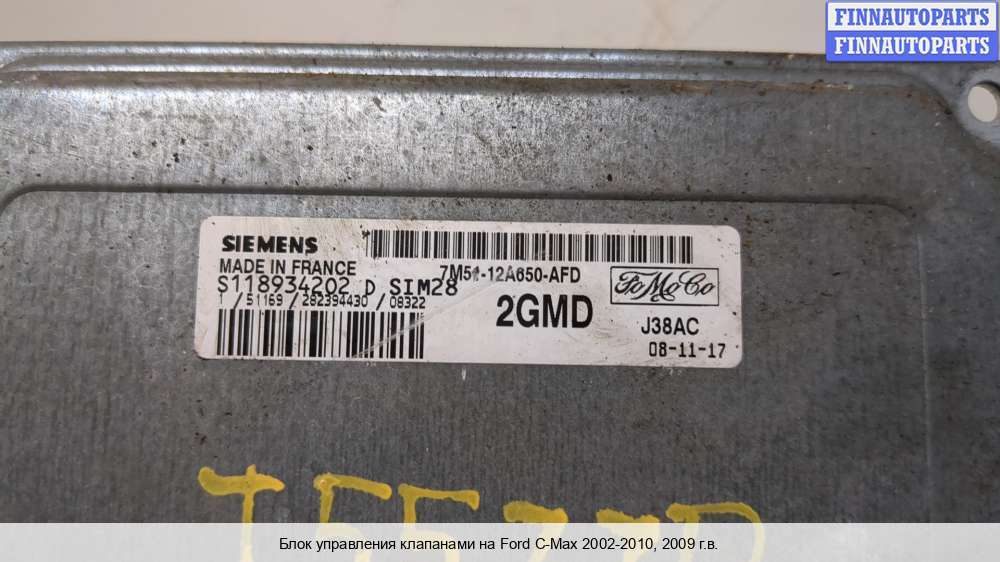 FINNAUTOPARTS
FINNAUTOPARTS
SIEMENS
MADE IN FRANCE
7M51-12A650-AFD
S118934202 D SIM28
1 / 51169 / 282394430 / 08322
2GMD
FoMoCo
J38AC
08-11-17
Блок управления клапанами на Ford C-Max 2002-2010, 2009 г.в.